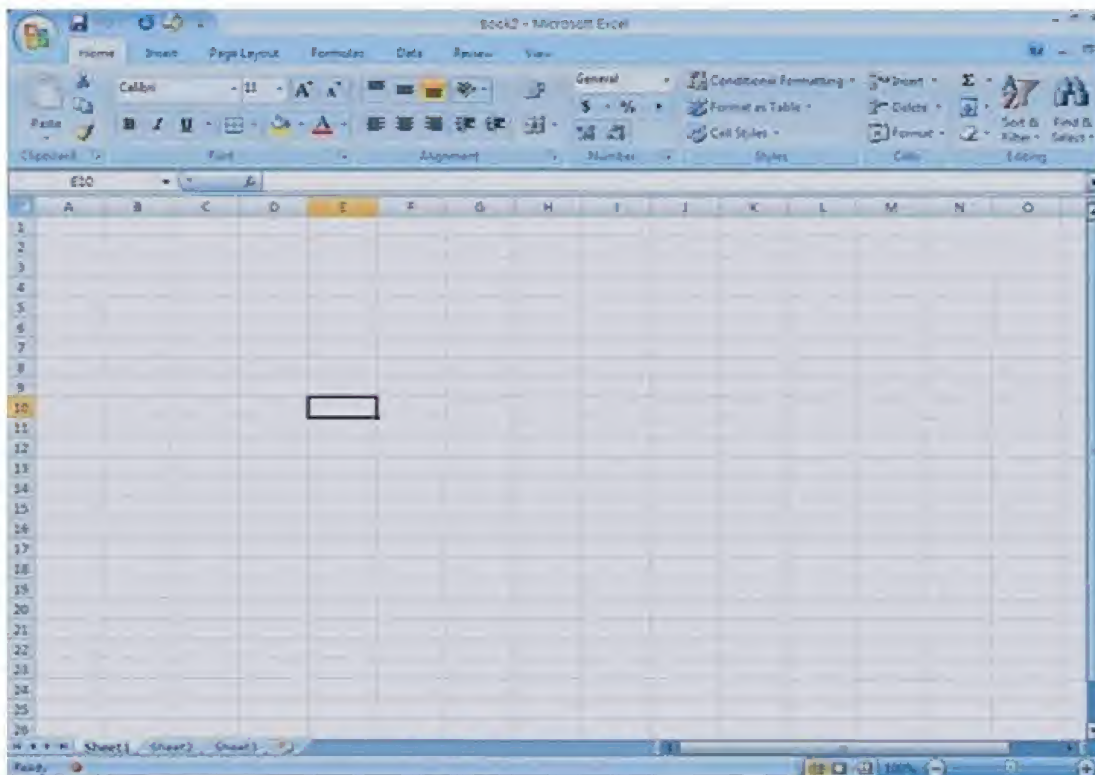 Book2 - Microsoft Excel
Home Insert Page Layout Formulas Data Review View
Calibri 11 A A General Conditional Formatting Insert Σ
Paste B I U A $ % Format as Table Delete Sort & Filter Find & Select
Cell Styles Format
Clipboard Font Alignment Number Styles Cells Editing
E10 fx
A B C D E F G H I J K L M N O
1
2
3
4
5
6
7
8
9
10
11
12
13
14
15
16
17
18
19
20
21
22
23
24
25
26
Sheet1 Sheet2 Sheet3
Ready 100%